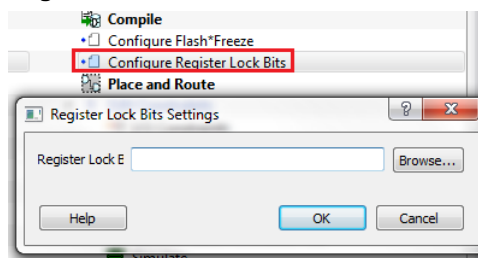 Compile
Configure Flash*Freeze
Configure Register Lock Bits
Place and Route
Register Lock Bits Settings
Register Lock E
Browse...
Help
OK
Cancel
Simulate